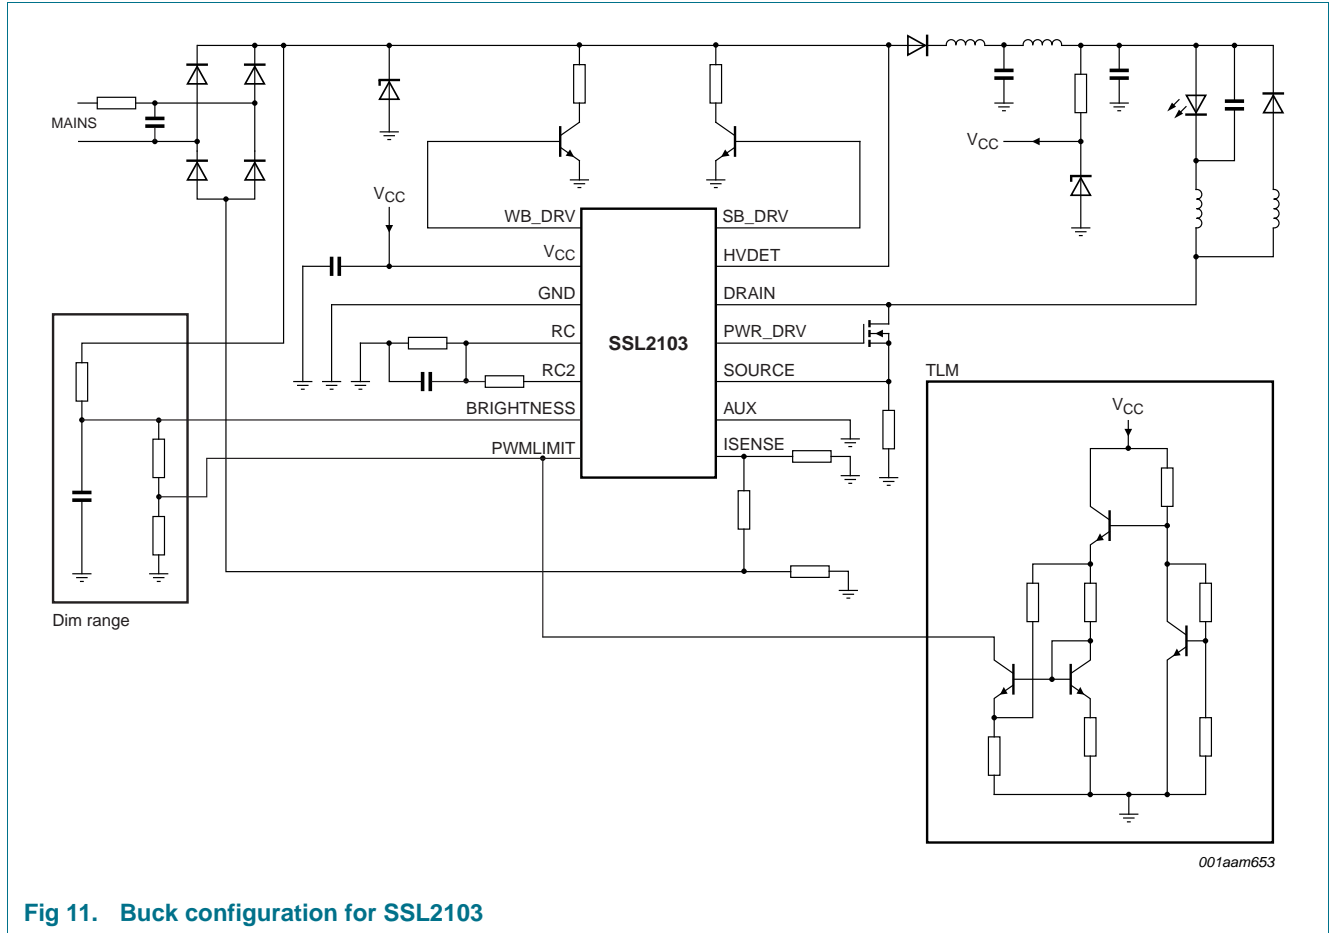 MAINS
VCC
VCC
WB_DRV
SB_DRV
VCC
HVDET
GND
DRAIN
RC
SSL2103
PWR_DRV
RC2
SOURCE
TLM
BRIGHTNESS
AUX
VCC
PWMLIMIT
ISENSE
Dim range
001aam653
Fig 11. Buck configuration for SSL2103